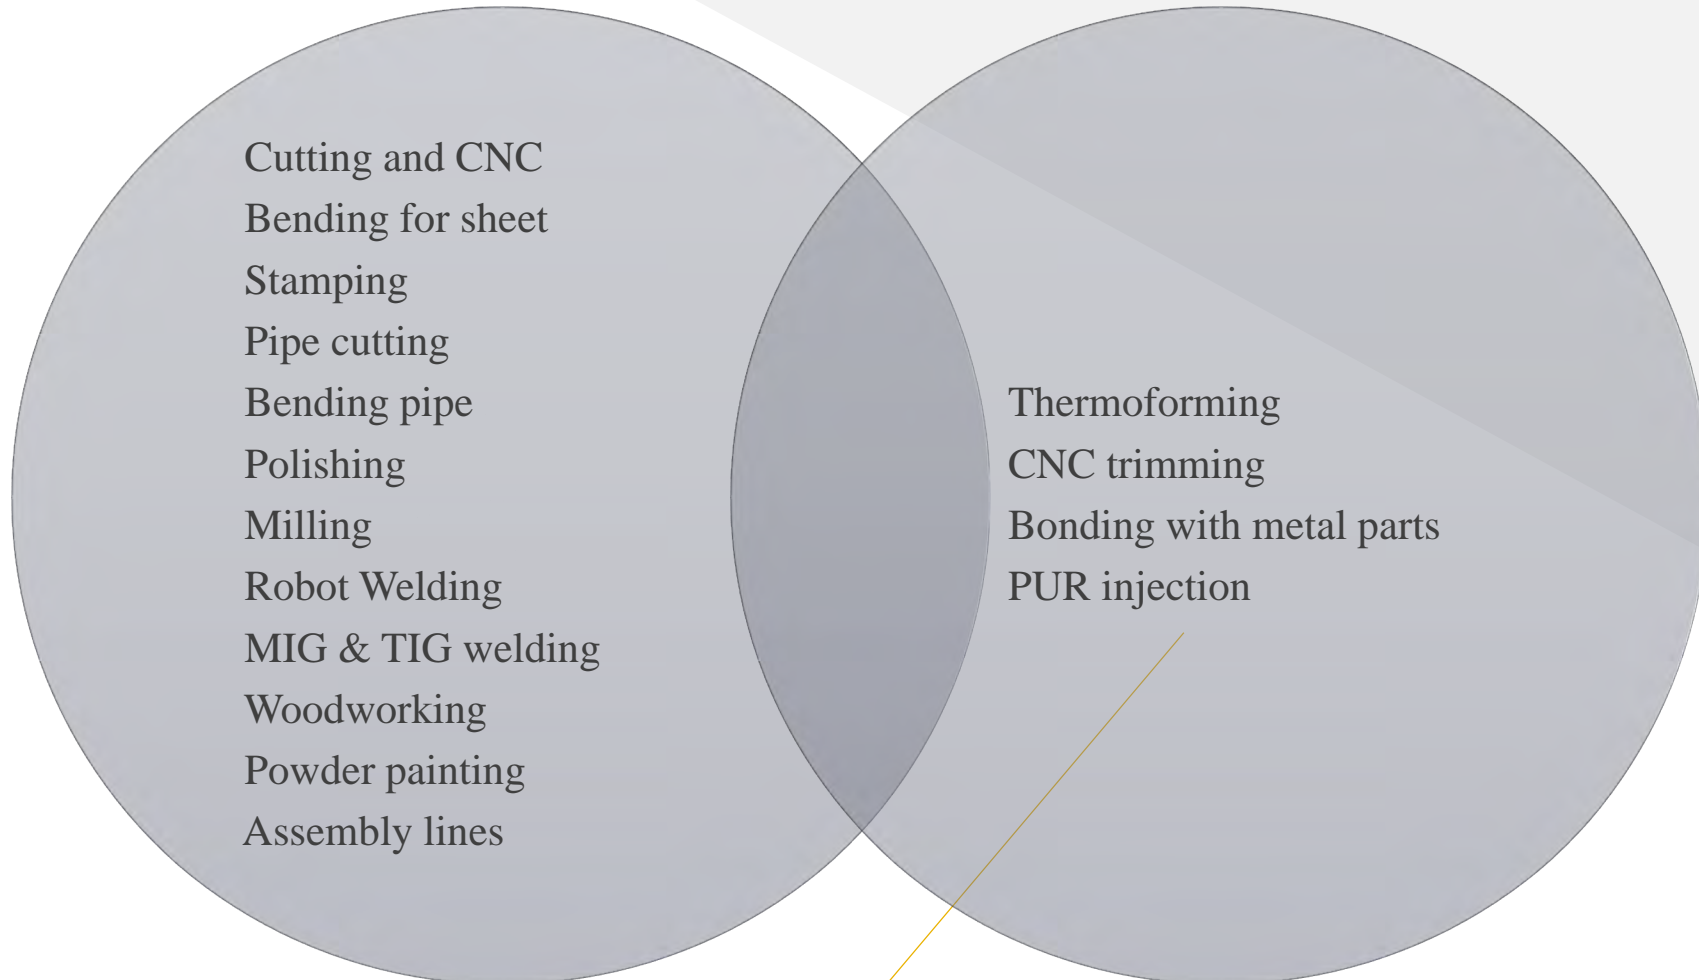 Cutting and CNC
Bending for sheet
Stamping
Pipe cutting
Bending pipe
Polishing
Milling
Robot Welding
MIG & TIG welding
Woodworking
Powder painting
Assembly lines
Thermoforming
CNC trimming
Bonding with metal parts
PUR injection